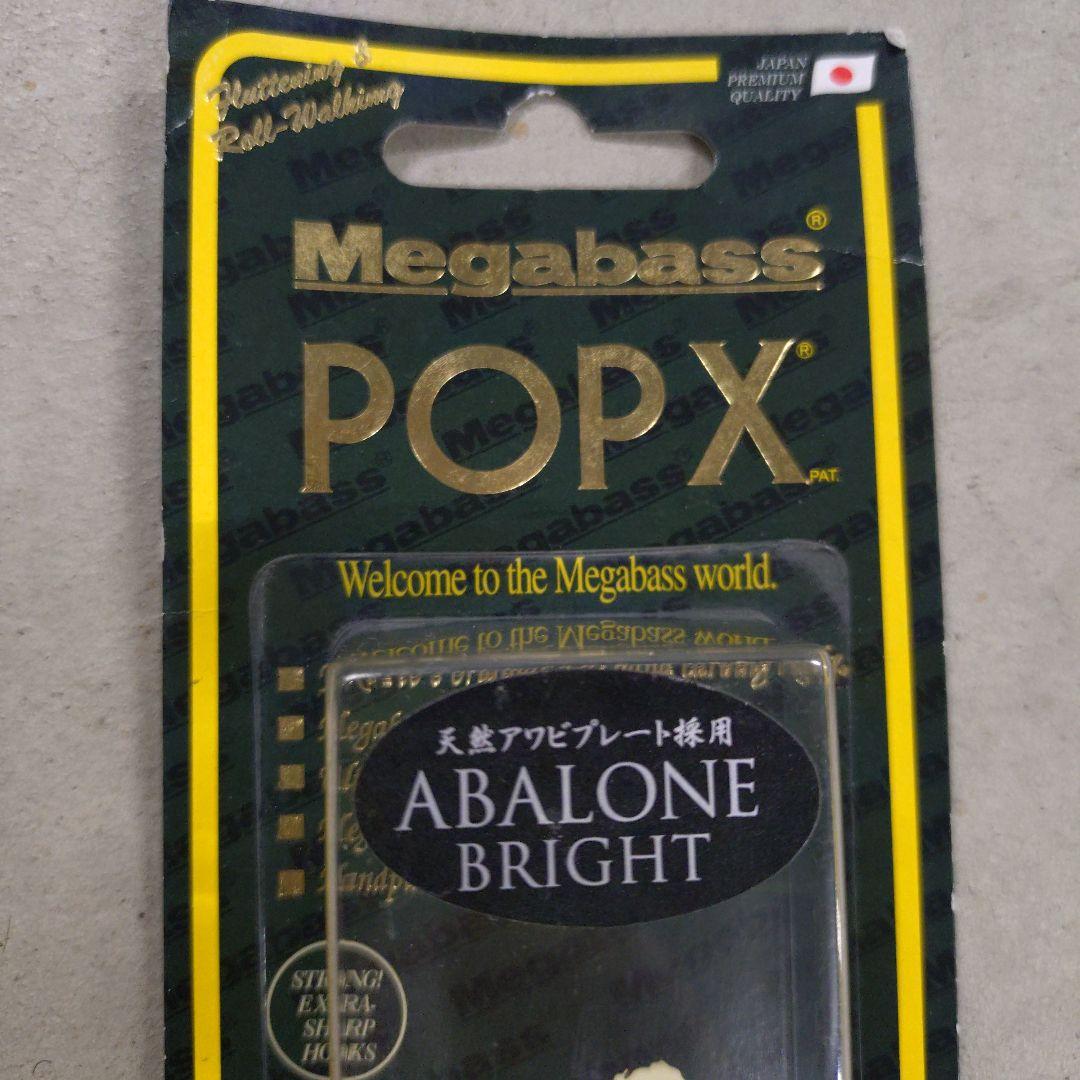 Fluttening &
Roll-Walking
JAPAN
PREMIUM
QUALITY
Megabass®
POPX®
PAT.
Welcome to the Megabass world.
天然アワビプレート採用
ABALONE
BRIGHT
STRONG!
EXTRA-
SHARP
HOOKS